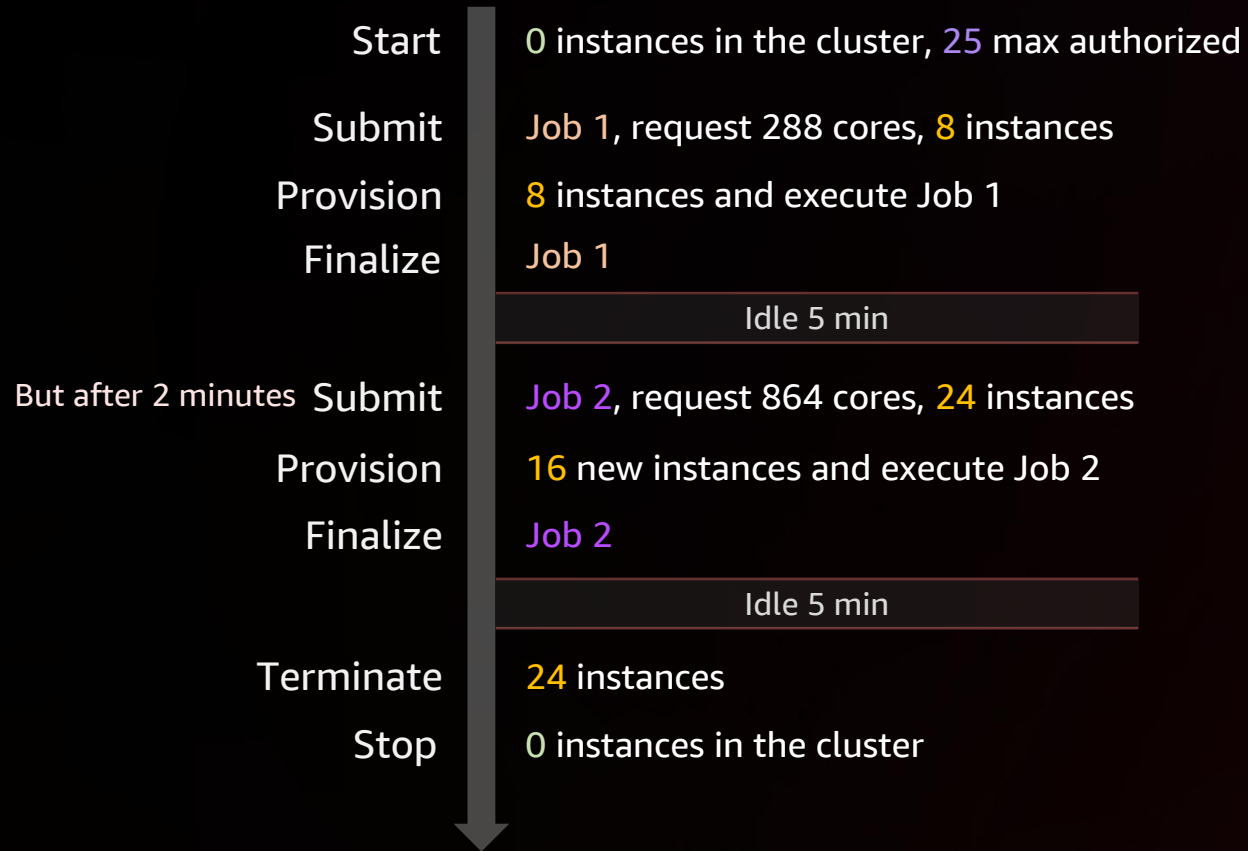 Start 0 instances in the cluster, 25 max authorized
Submit Job 1, request 288 cores, 8 instances
Provision 8 instances and execute Job 1
Finalize Job 1
Idle 5 min
But after 2 minutes Submit Job 2, request 864 cores, 24 instances
Provision 16 new instances and execute Job 2
Finalize Job 2
Idle 5 min
Terminate 24 instances
Stop 0 instances in the cluster